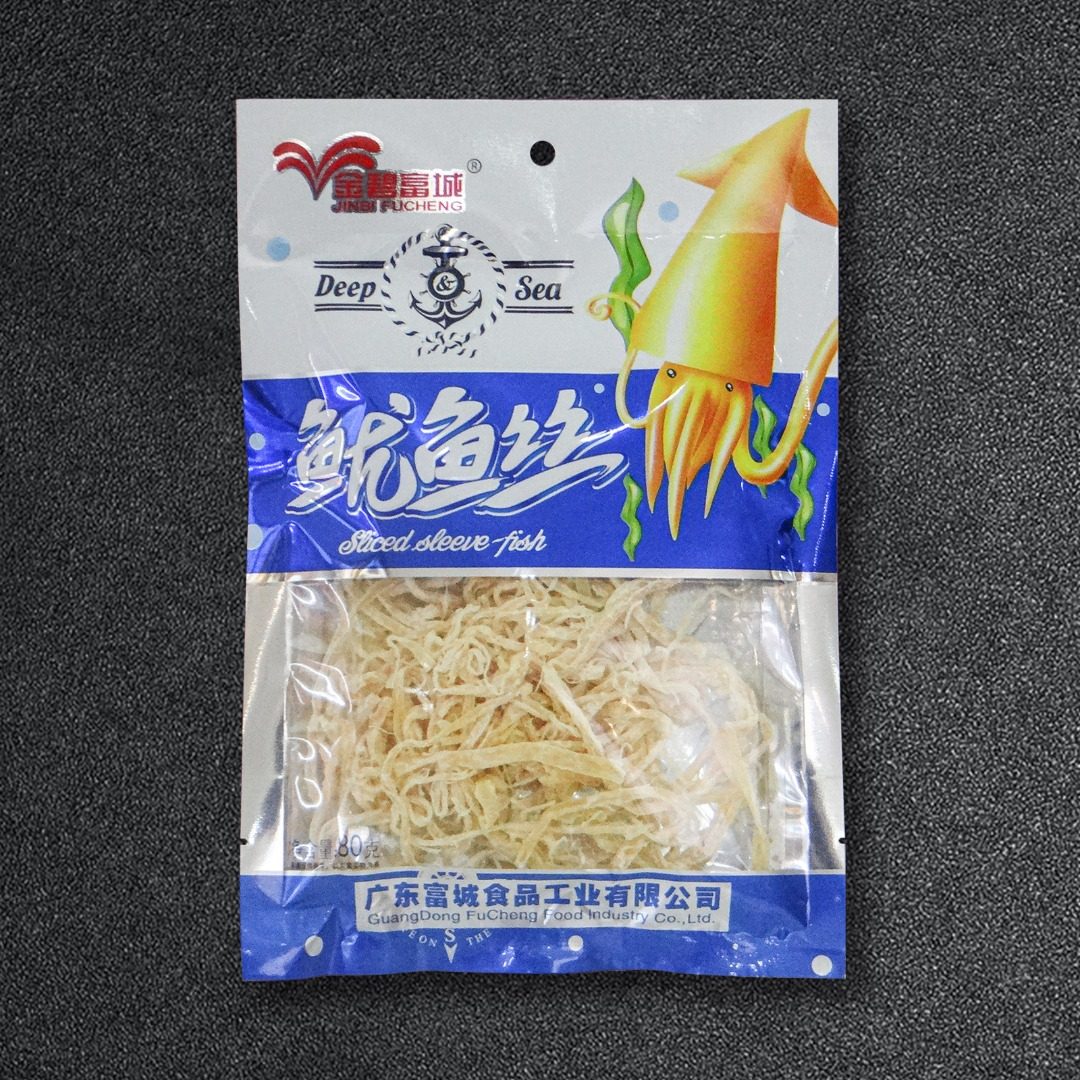 金碧富城®
JINBI FUCHENG
Deep & Sea
鱿鱼丝
Sliced sleeve-fish
净含量:80克
广东富城食品工业有限公司
GuangDong FuCheng Food Industry Co.,Ltd.
S
ON THE